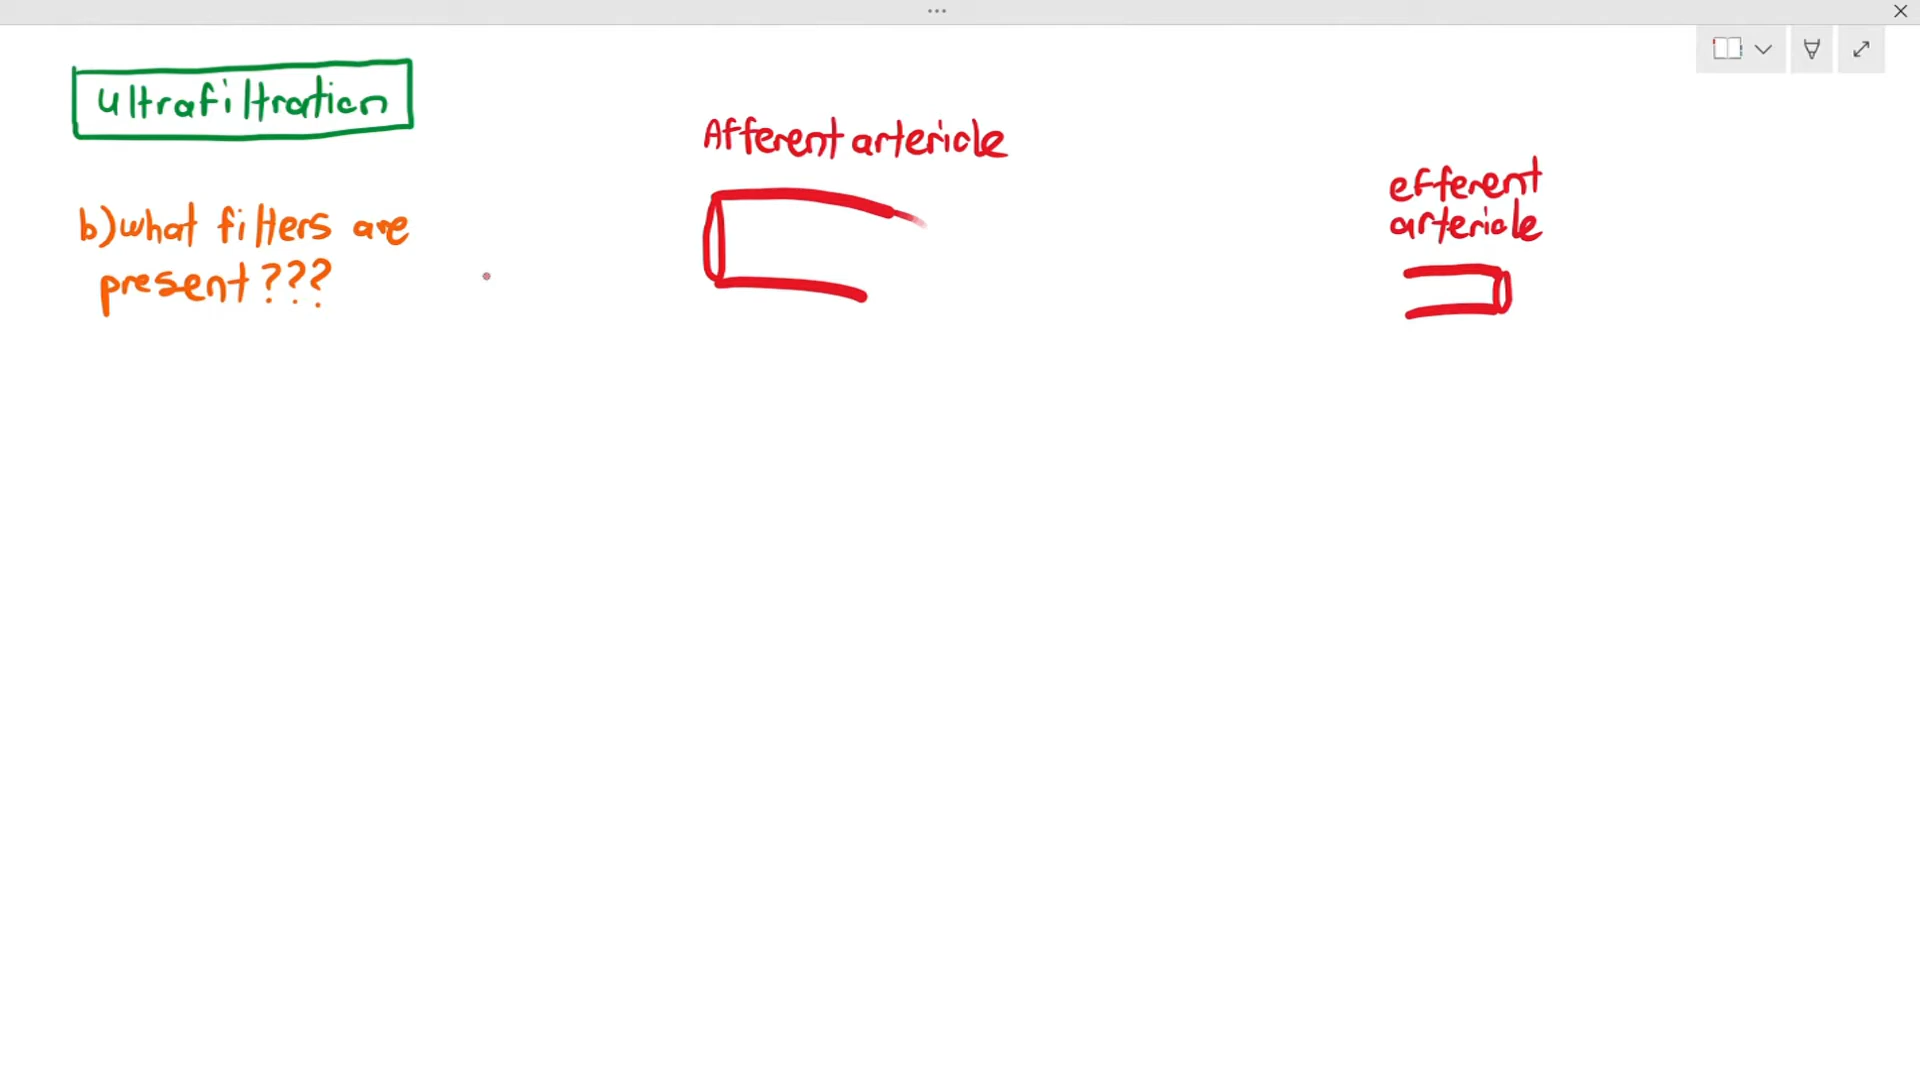 Ultrafiltration
Afferent arteriole
efferent
arteriole
b) what filters are
present???